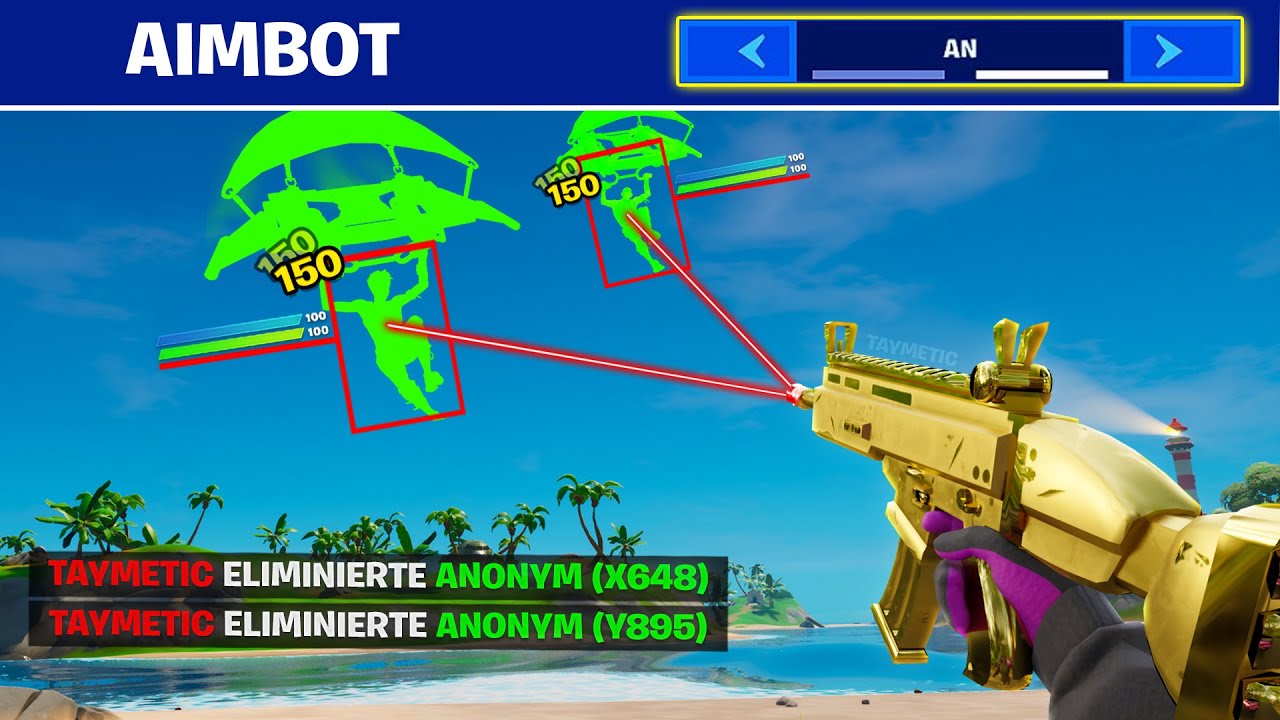 AIMBOT
AN
150
150
100
100
150
150
100
100
TAYMETIC
TAYMETIC ELIMINIERTE ANONYM (X648)
TAYMETIC ELIMINIERTE ANONYM (Y895)